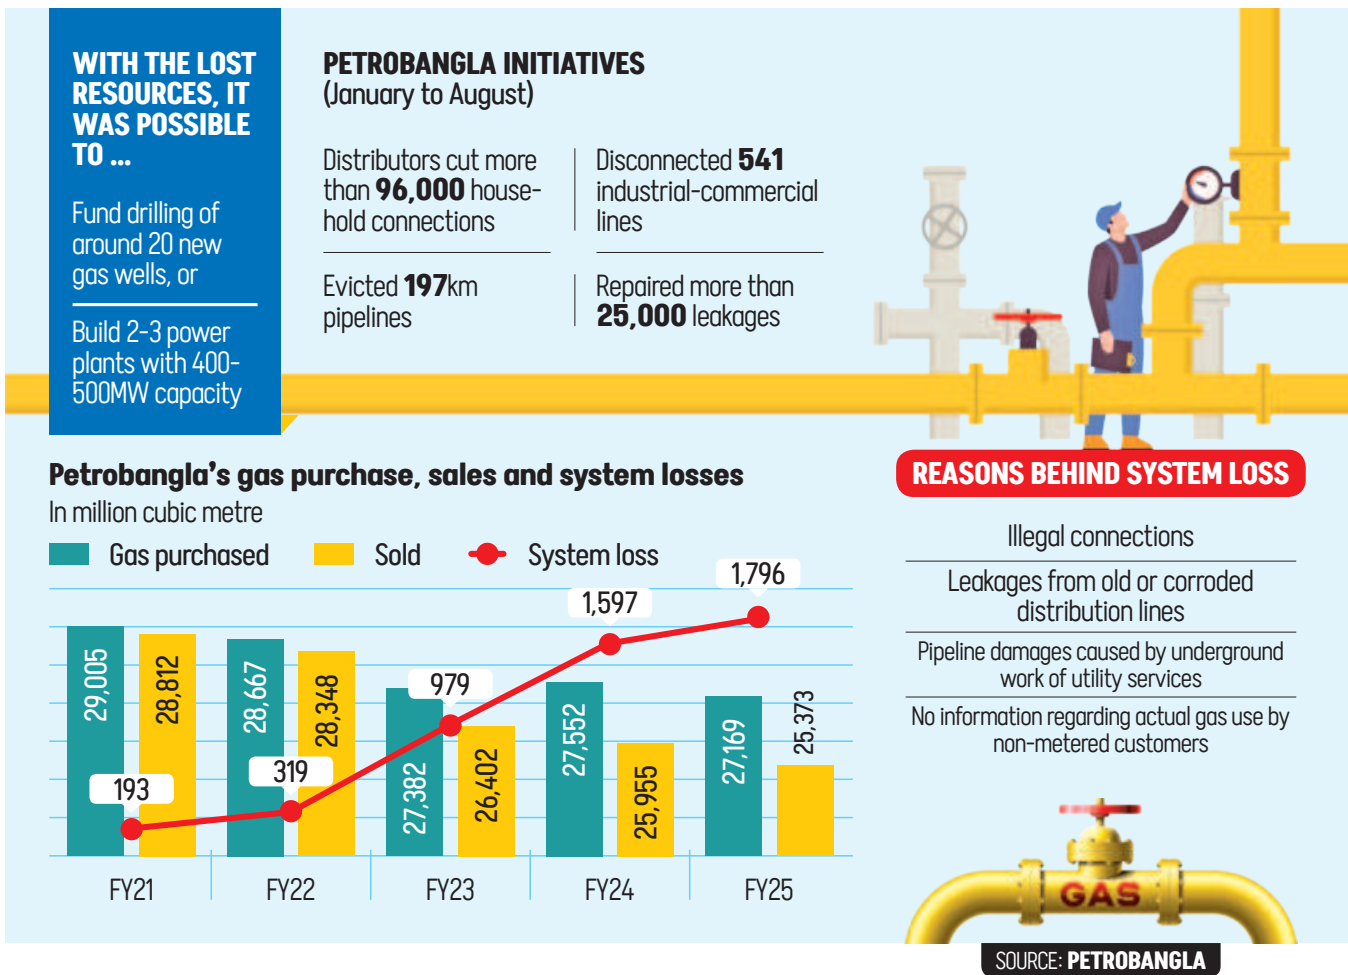 WITH THE LOST
RESOURCES, IT
WAS POSSIBLE
TO ...
Fund drilling of
around 20 new
gas wells, or
Build 2-3 power
plants with 400-
500MW capacity
PETROBANGLA INITIATIVES
(January to August)
Distributors cut more
than 96,000 house-
hold connections
Disconnected 541
industrial-commercial
lines
Evicted 197km
pipelines
Repaired more than
25,000 leakages
Petrobangla's gas purchase, sales and system losses
In million cubic metre
Gas purchased
Sold
System loss
29,005
28,812
193
28,667
28,348
319
27,382
26,402
979
27,552
25,955
1,597
27,169
25,373
1,796
FY21
FY22
FY23
FY24
FY25
REASONS BEHIND SYSTEM LOSS
Illegal connections
Leakages from old or corroded
distribution lines
Pipeline damages caused by underground
work of utility services
No information regarding actual gas use by
non-metered customers
GAS
SOURCE: PETROBANGLA